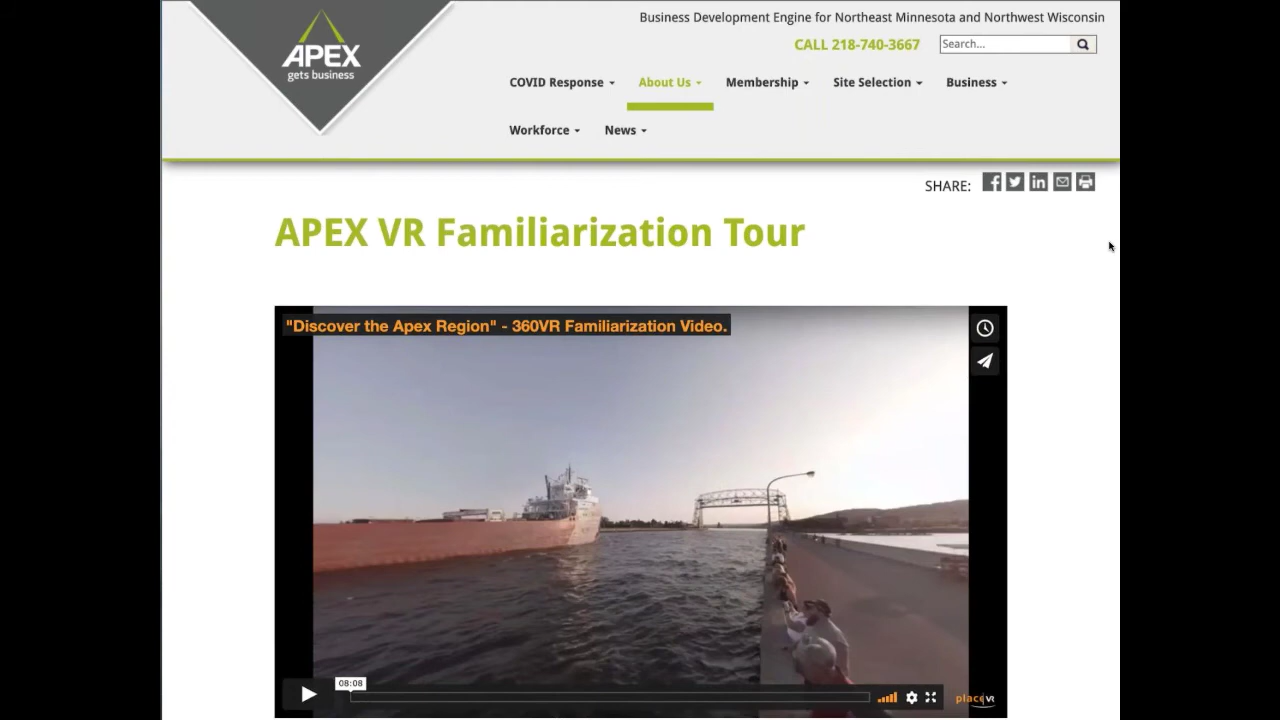 Business Development Engine for Northeast Minnesota and Northwest Wisconsin
APEX
gets business
CALL 218-740-3667
Search...
COVID Response
About Us
Membership
Site Selection
Business
Workforce
News
SHARE:
APEX VR Familiarization Tour
"Discover the Apex Region" - 360VR Familiarization Video.
08:08
placeVR